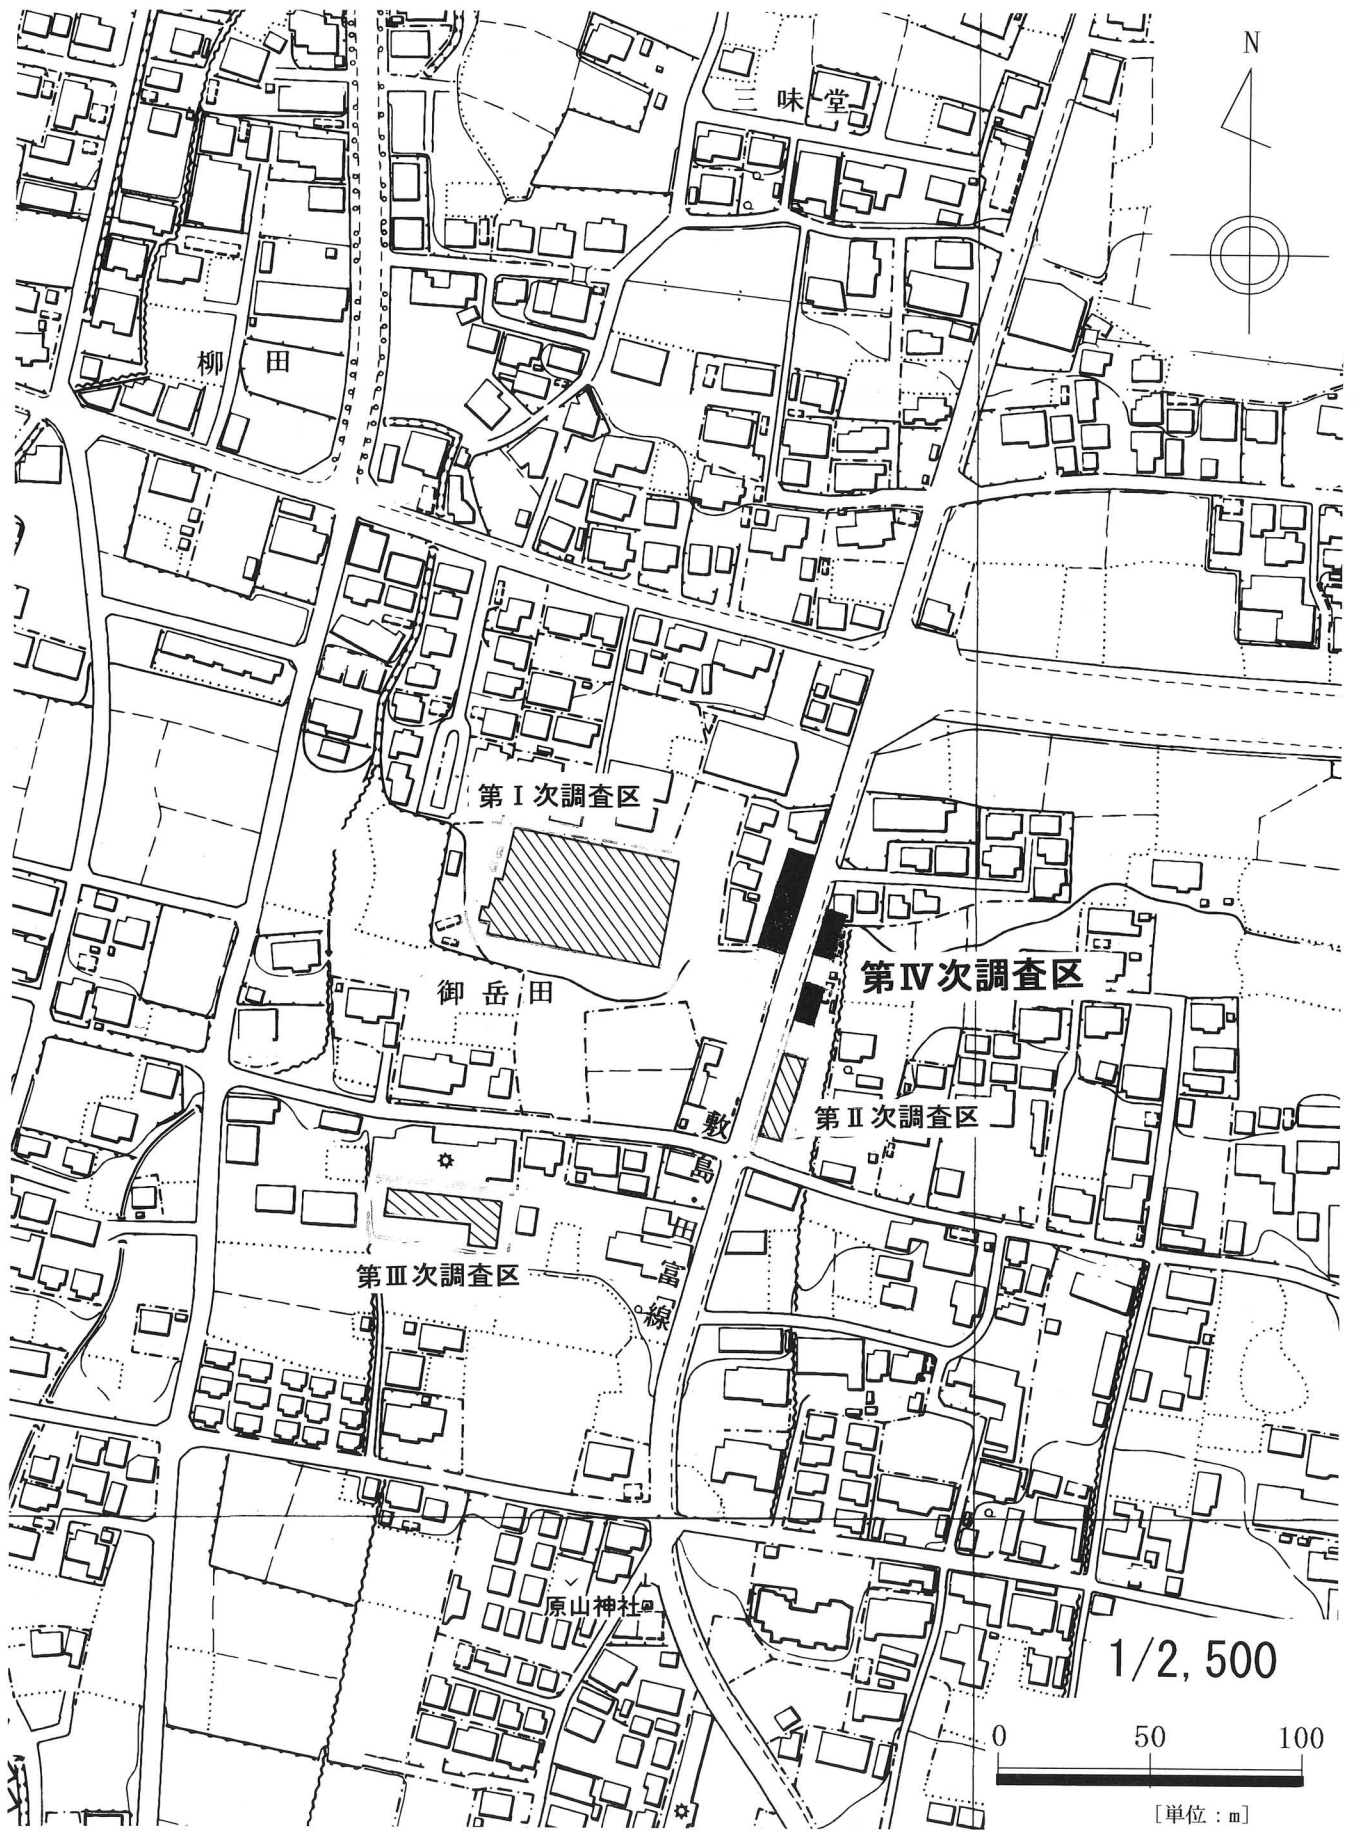 N
三味堂
柳田
第Ⅰ次調査区
第Ⅳ次調査区
御岳田
第Ⅱ次調査区
敷島富線
第Ⅲ次調査区
原山神社
1/2,500
0 50 100
[単位:m]